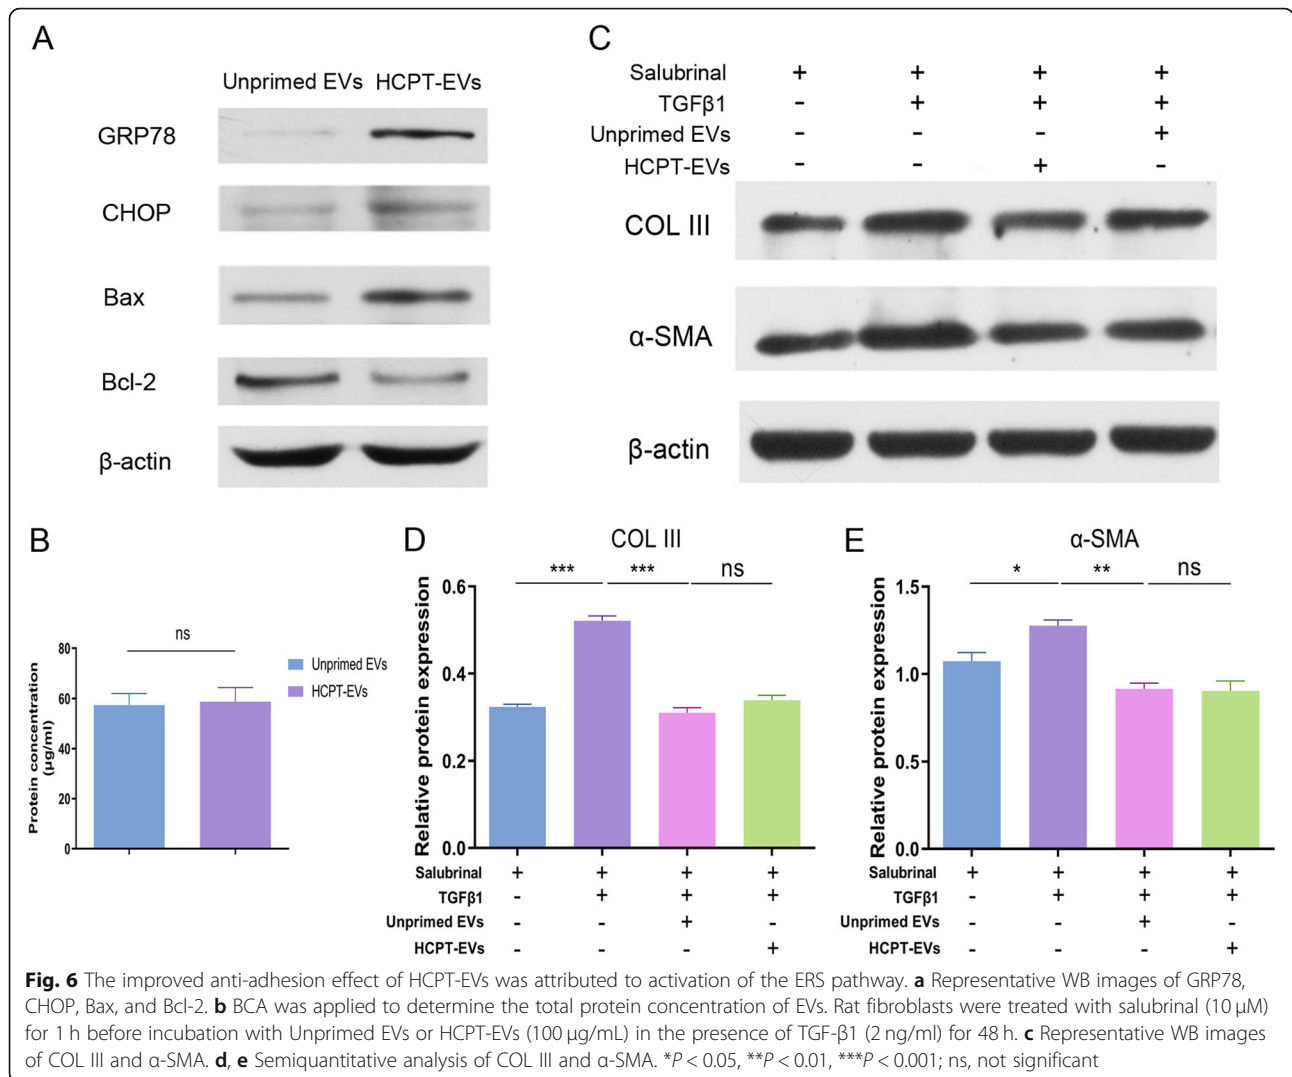 A
Unprimed EVs HCPT-EVs
GRP78
CHOP
Bax
Bcl-2
β-actin
C
Salubrinal + + + +
TGFβ1 - + + +
Unprimed EVs - - - +
HCPT-EVs - - + -
COL III
α-SMA
β-actin
B
ns
80
60
40
20
0
Protein concentration
(μg/ml)
Unprimed EVs
HCPT-EVs
D
COL III
*** *** ns
0.6
0.4
0.2
0.0
Relative protein expression
Salubrinal + + + +
TGFβ1 - + + +
Unprimed EVs - - + -
HCPT-EVs - - - +
E
α-SMA
* ** ns
1.5
1.0
0.5
0.0
Relative protein expression
Salubrinal + + + +
TGFβ1 - + + +
Unprimed EVs - - + -
HCPT-EVs - - - +
Fig. 6 The improved anti-adhesion effect of HCPT-EVs was attributed to activation of the ERS pathway. a Representative WB images of GRP78,
CHOP, Bax, and Bcl-2. b BCA was applied to determine the total protein concentration of EVs. Rat fibroblasts were treated with salubrinal (10 μM)
for 1 h before incubation with Unprimed EVs or HCPT-EVs (100 μg/mL) in the presence of TGF-β1 (2 ng/ml) for 48 h. c Representative WB images
of COL III and α-SMA. d, e Semiquantitative analysis of COL III and α-SMA. *P < 0.05, **P < 0.01, ***P < 0.001; ns, not significant